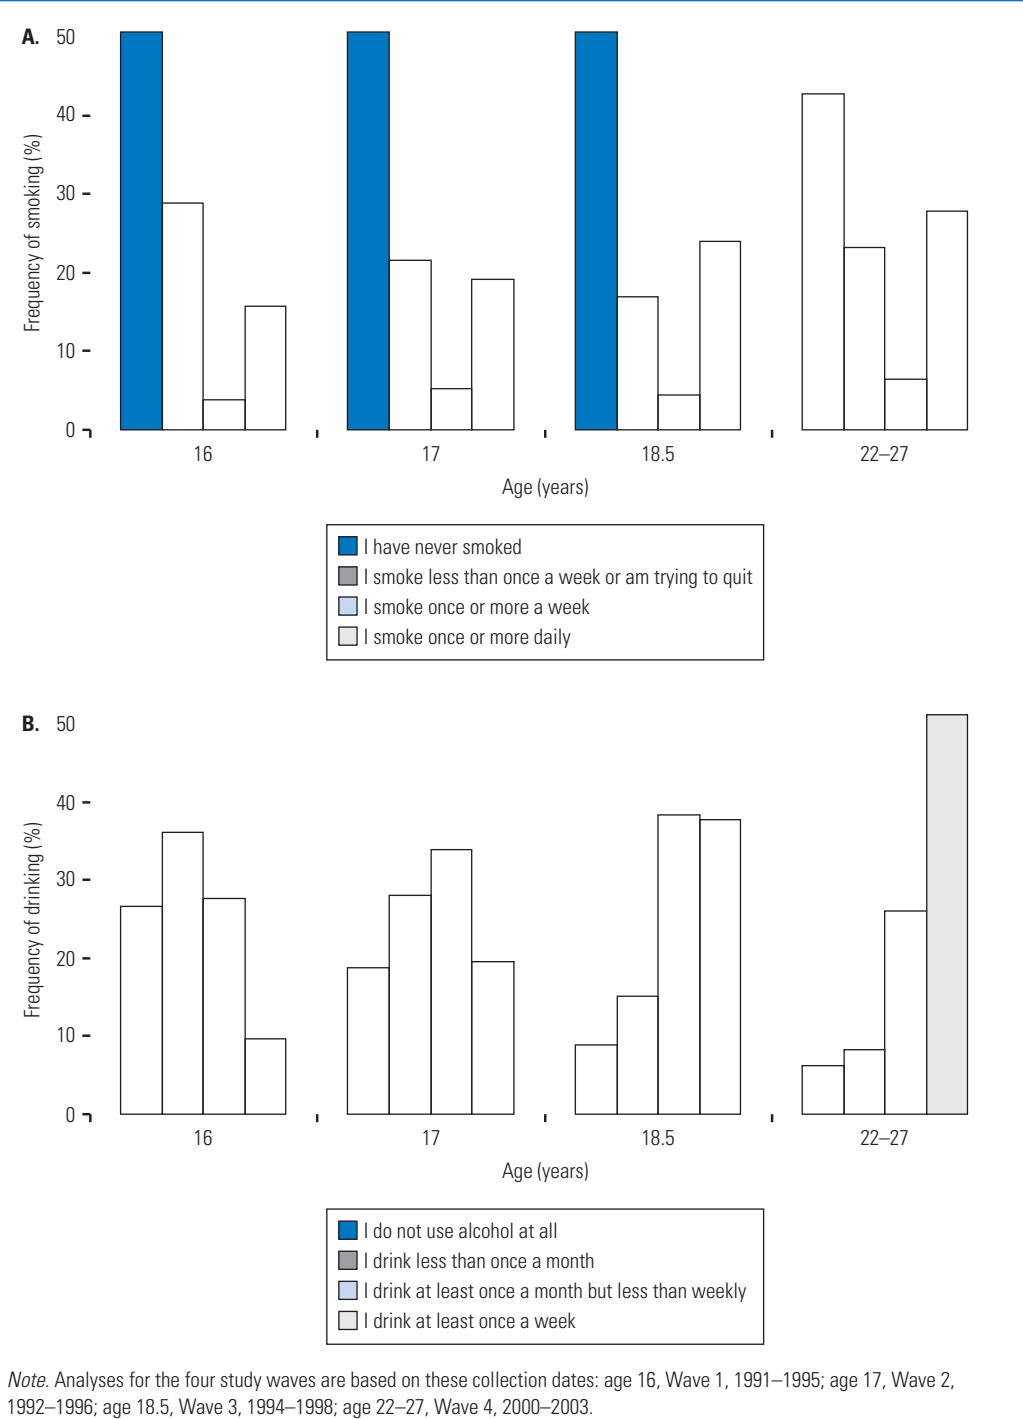 A. 50
40
30
20
10
0
Frequency of smoking (%)
16 17 18.5 22–27
Age (years)
I have never smoked
I smoke less than once a week or am trying to quit
I smoke once or more a week
I smoke once or more daily
B. 50
40
30
20
10
0
Frequency of drinking (%)
16 17 18.5 22–27
Age (years)
I do not use alcohol at all
I drink less than once a month
I drink at least once a month but less than weekly
I drink at least once a week
Note. Analyses for the four study waves are based on these collection dates: age 16, Wave 1, 1991–1995; age 17, Wave 2,
1992–1996; age 18.5, Wave 3, 1994–1998; age 22–27, Wave 4, 2000–2003.